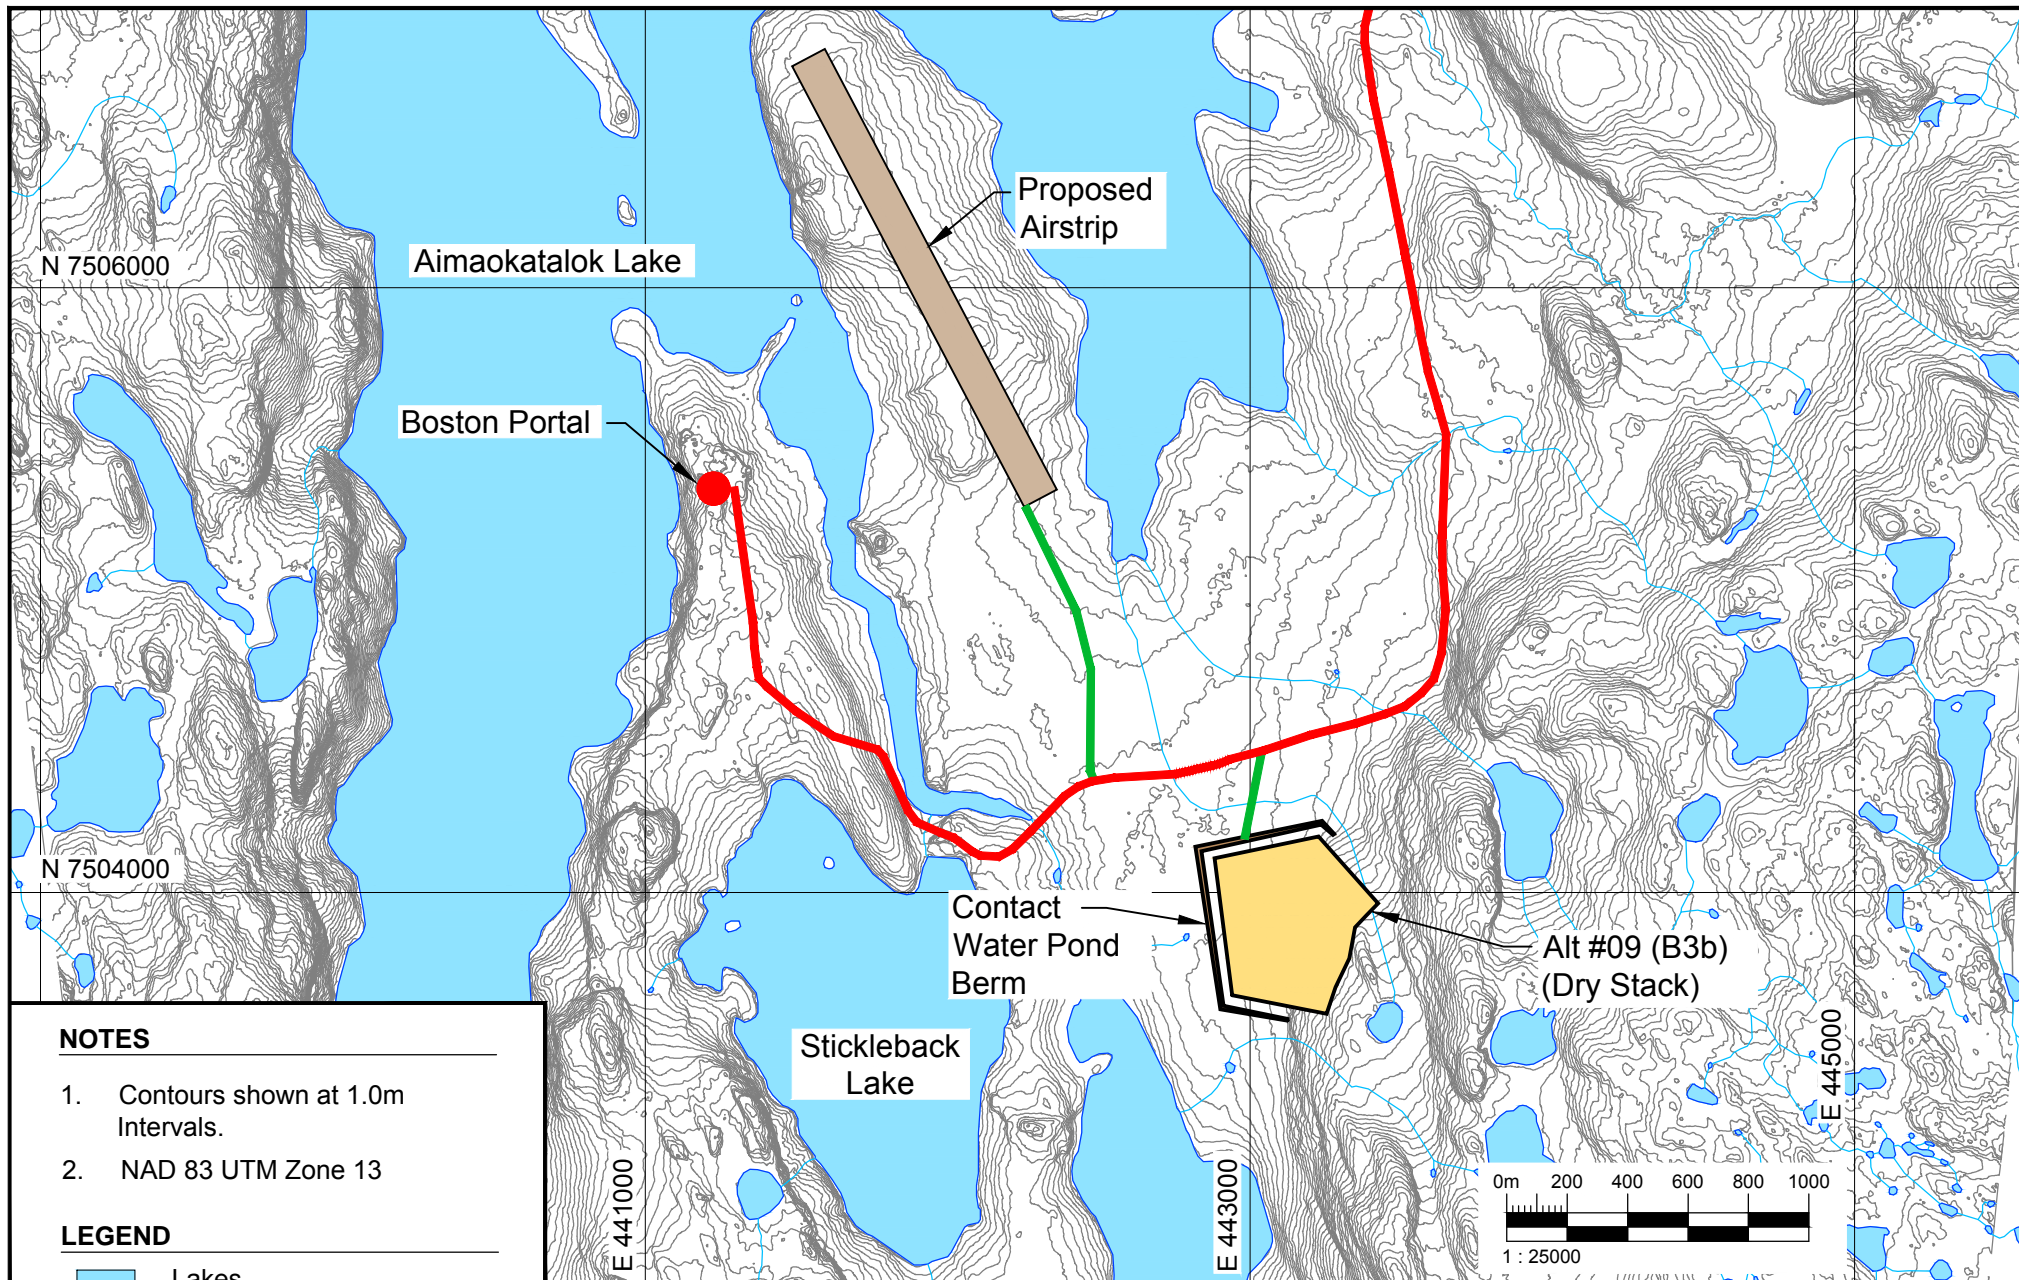 Proposed
Airstrip
N 7506000
Aimaokatalok Lake
Boston Portal
N 7504000
Contact
Water Pond
Berm
Alt #09 (B3b)
(Dry Stack)
Stickleback
Lake
E 441000
E 443000
E 445000
NOTES
1. Contours shown at 1.0m
Intervals.
2. NAD 83 UTM Zone 13
LEGEND
Lakes
0m 200 400 600 800 1000
1 : 25000